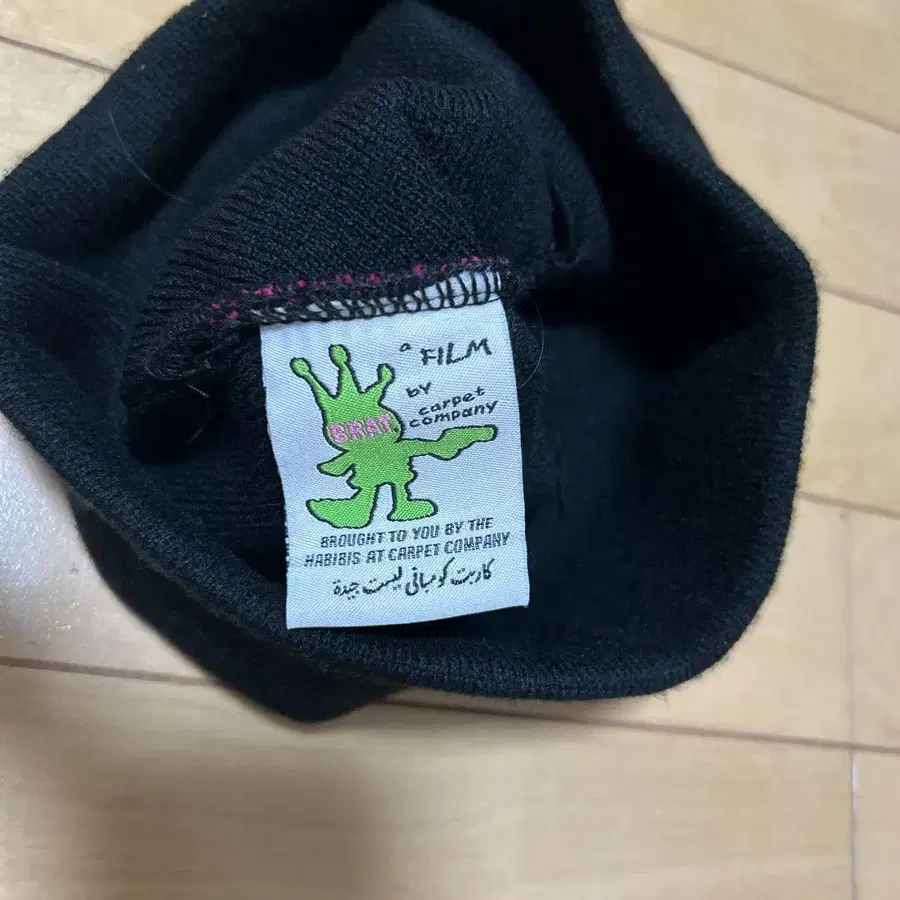 a FILM
by
carpet
company
BRAT
BROUGHT TO YOU BY THE
HABIBIS AT CARPET COMPANY
كاربت كومباني ليست جيدة